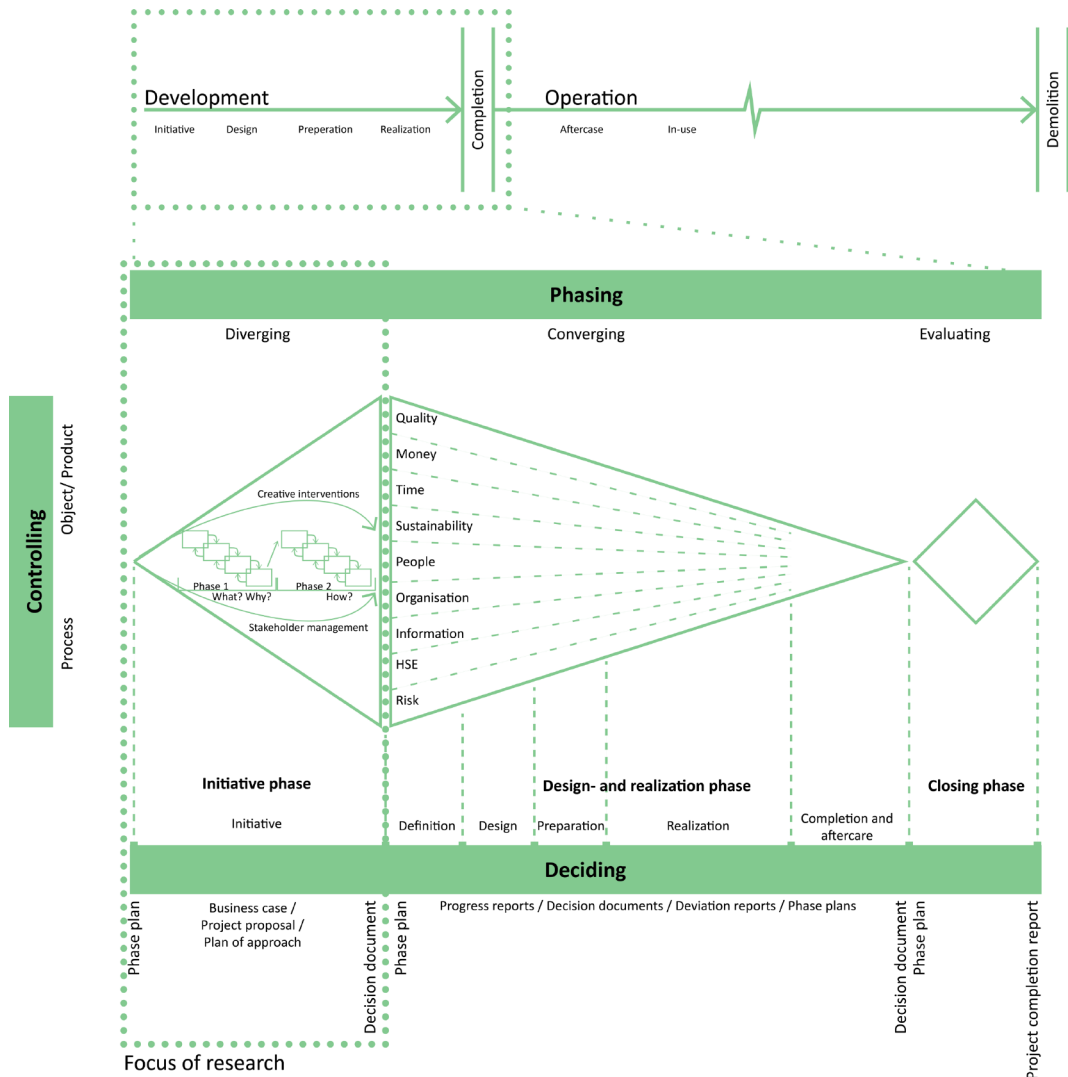 Development
Initiative
Design
Preperation
Realization
Completion
Operation
Aftercase
In-use
Demolition
Phasing
Diverging
Converging
Evaluating
Controlling
Object/ Product
Process
Creative interventions
Phase 1
What? Why?
Phase 2
How?
Stakeholder management
Quality
Money
Time
Sustainability
People
Organisation
Information
HSE
Risk
Initiative phase
Design- and realization phase
Closing phase
Initiative
Definition
Design
Preparation
Realization
Completion and
aftercare
Deciding
Phase plan
Business case /
Project proposal /
Plan of approach
Decision document
Phase plan
Progress reports / Decision documents / Deviation reports / Phase plans
Decision document
Phase plan
Project completion report
Focus of research